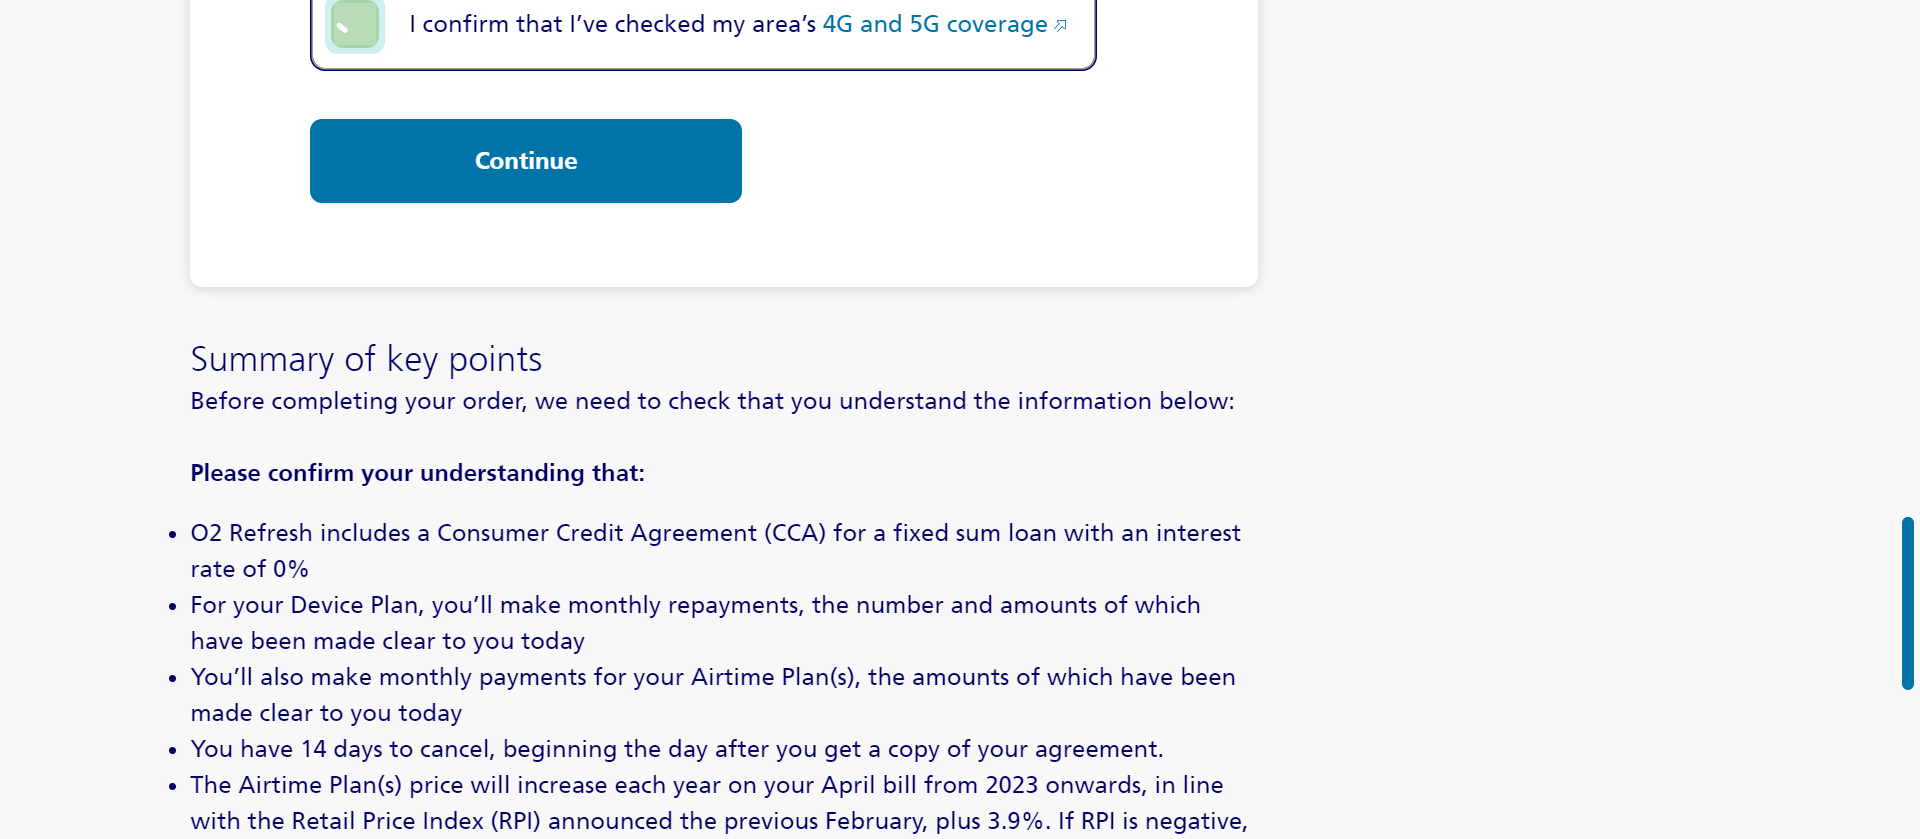 I confirm that I’ve checked my area’s 4G and 5G coverage
Continue
Summary of key points
Before completing your order, we need to check that you understand the information below:
Please confirm your understanding that:
• O2 Refresh includes a Consumer Credit Agreement (CCA) for a fixed sum loan with an interest
rate of 0%
• For your Device Plan, you’ll make monthly repayments, the number and amounts of which
have been made clear to you today
• You’ll also make monthly payments for your Airtime Plan(s), the amounts of which have been
made clear to you today
• You have 14 days to cancel, beginning the day after you get a copy of your agreement.
• The Airtime Plan(s) price will increase each year on your April bill from 2023 onwards, in line
with the Retail Price Index (RPI) announced the previous February, plus 3.9%. If RPI is negative,